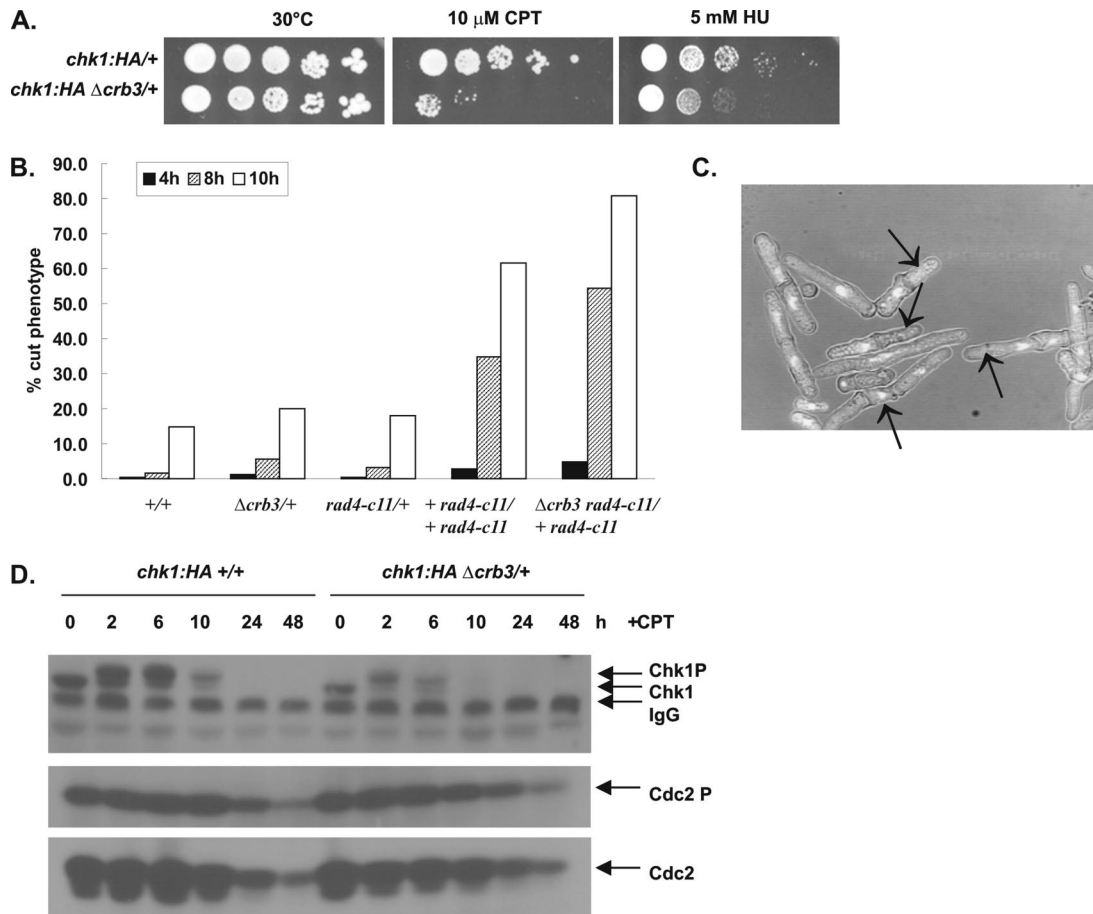 A.
30°C
10 μM CPT
5 mM HU
chk1:HA/+
chk1:HA Δcrb3/+
B.
90.0
80.0
70.0
60.0
50.0
40.0
30.0
20.0
10.0
0.0
% cut phenotype
4h 8h 10h
+/+
Δcrb3/+
rad4-c11/+
+ rad4-c11/
+ rad4-c11
Δcrb3 rad4-c11/
+ rad4-c11
C.
D.
chk1:HA +/+
chk1:HA Δcrb3/+
0 2 6 10 24 48 0 2 6 10 24 48 h +CPT
Chk1P
Chk1
IgG
Cdc2 P
Cdc2